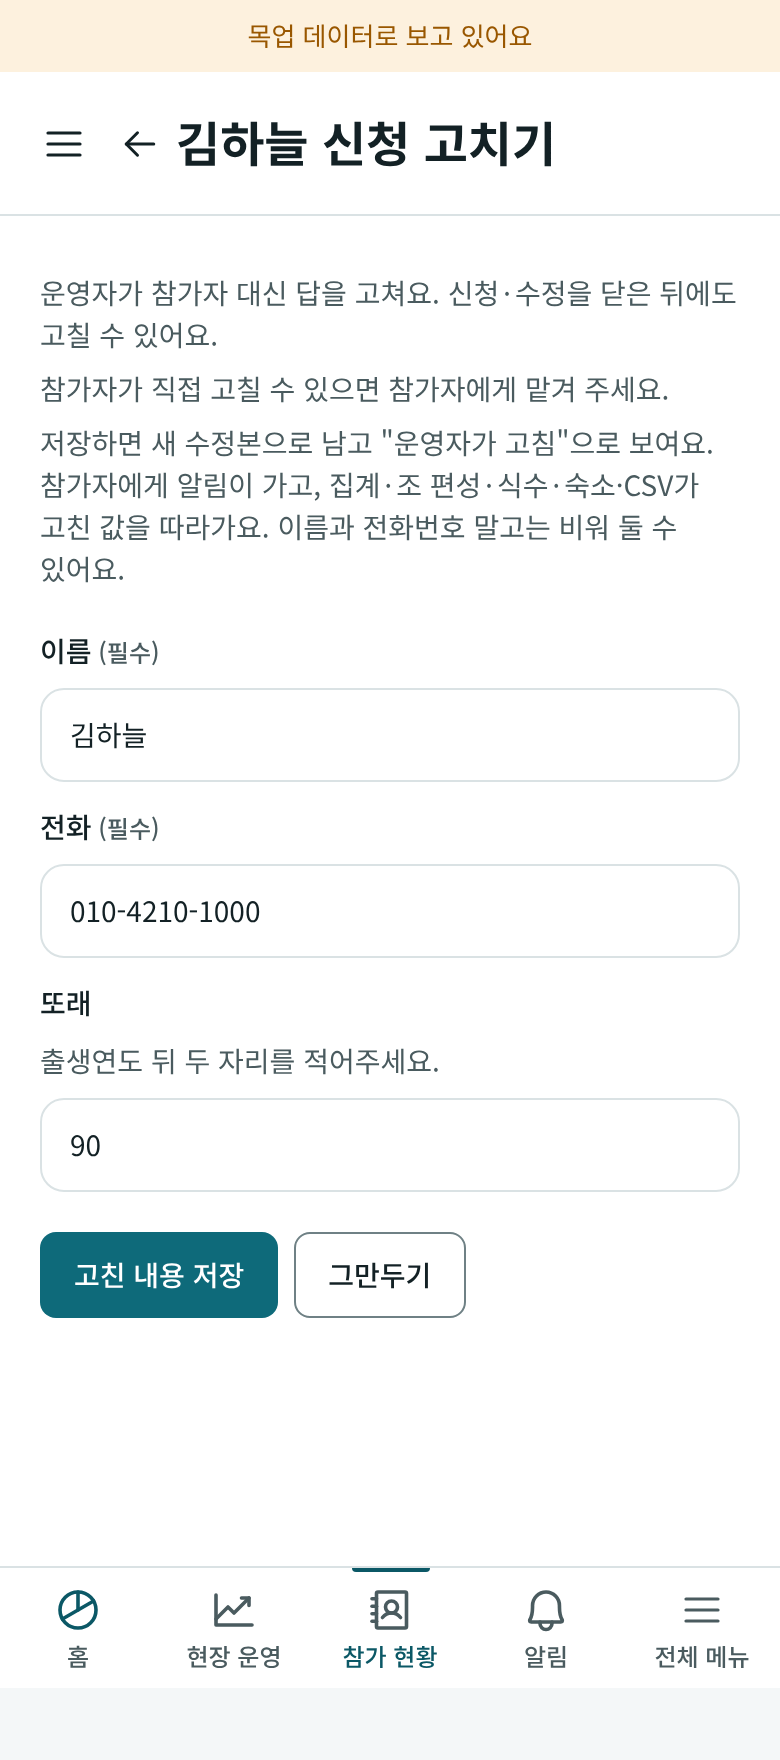 목업 데이터로 보고 있어요
김하늘 신청 고치기
운영자가 참가자 대신 답을 고쳐요. 신청·수정을 닫은 뒤에도
고칠 수 있어요.
참가자가 직접 고칠 수 있으면 참가자에게 맡겨 주세요.
저장하면 새 수정본으로 남고 "운영자가 고침"으로 보여요.
참가자에게 알림이 가고, 집계·조 편성·식수·숙소·CSV가
고친 값을 따라가요. 이름과 전화번호 말고는 비워 둘 수
있어요.
이름 (필수)
김하늘
전화 (필수)
010-4210-1000
또래
출생연도 뒤 두 자리를 적어주세요.
90
고친 내용 저장 그만두기
홈 현장 운영 참가 현황 알림 전체 메뉴